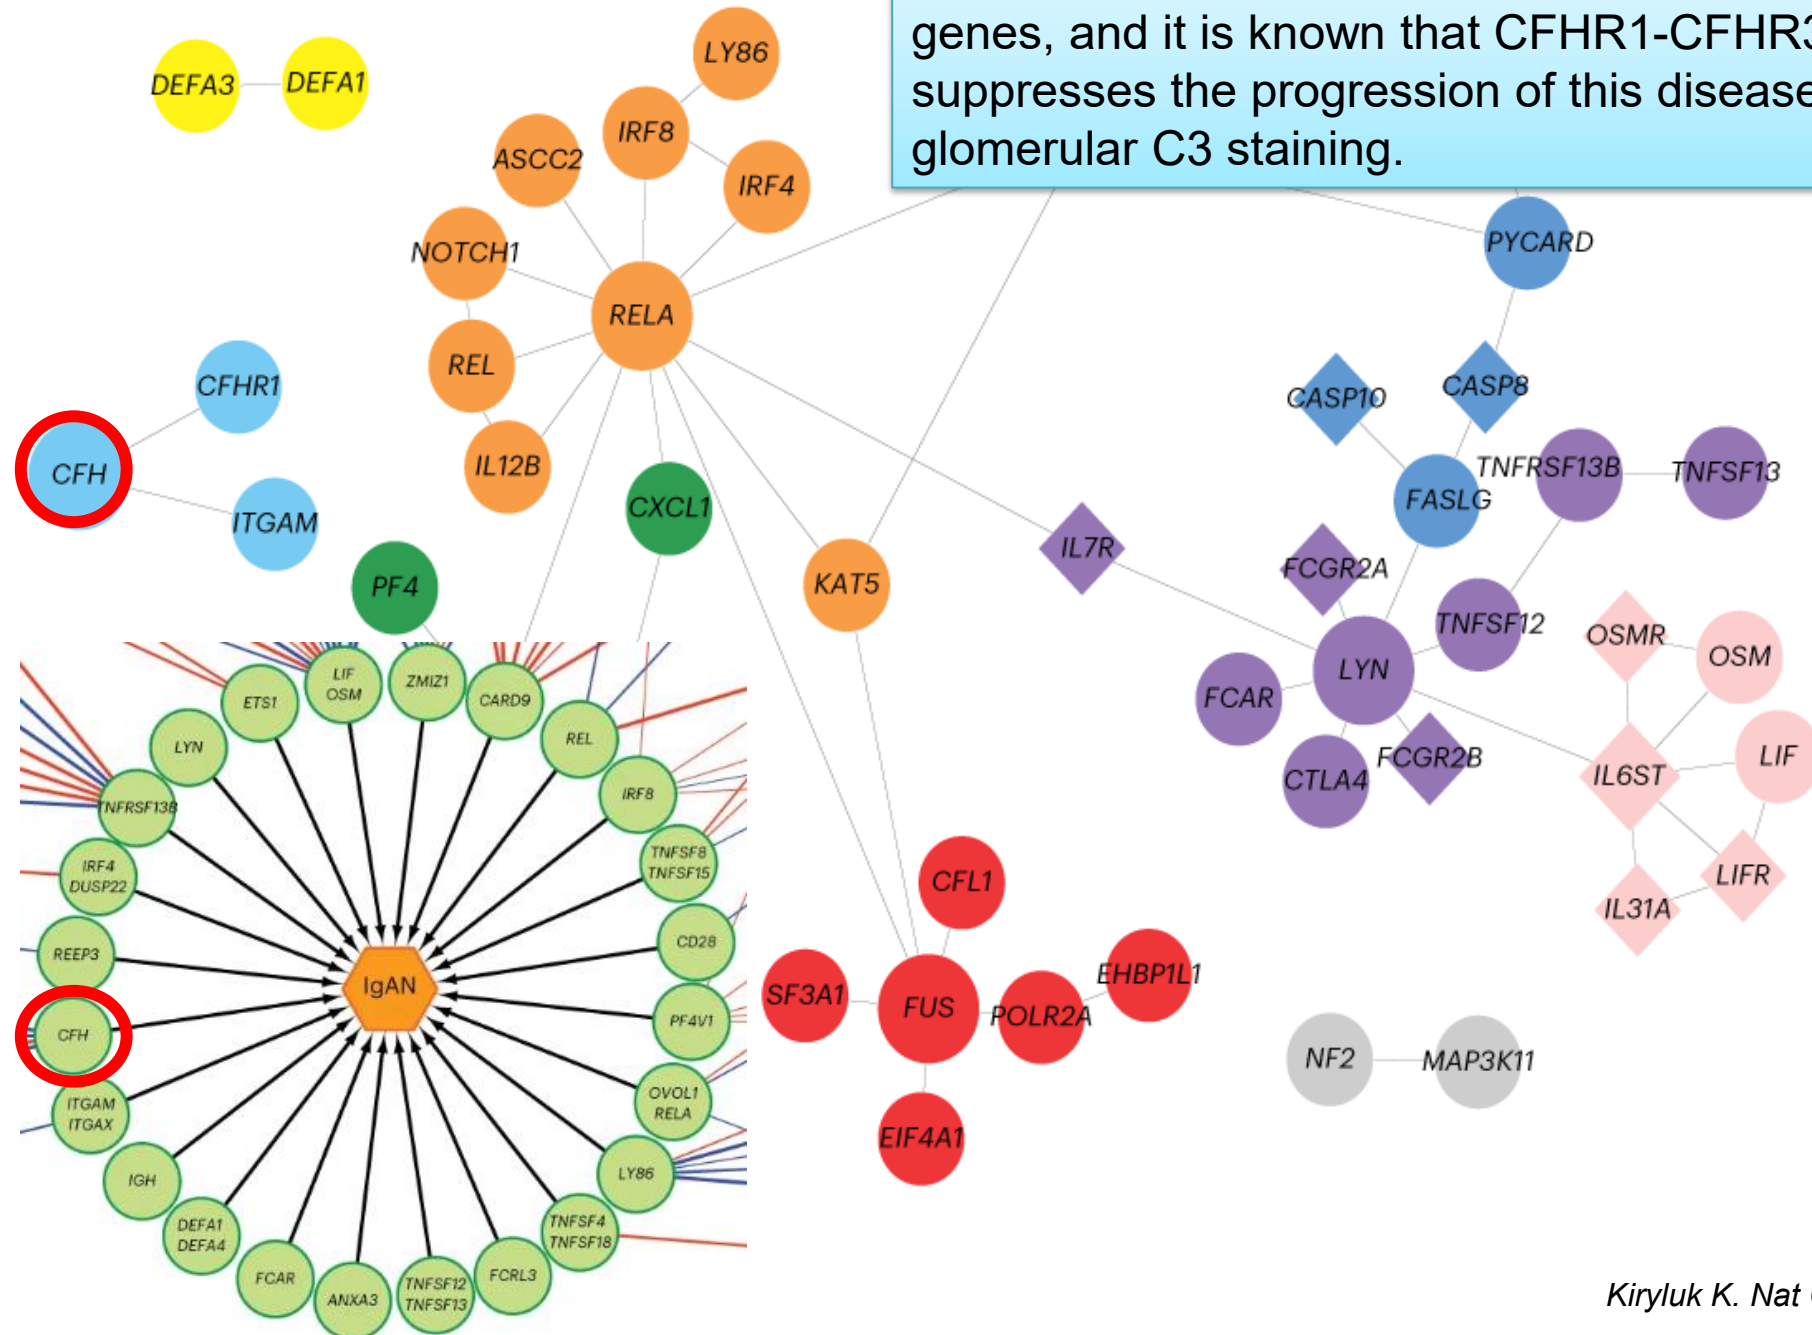 genes, and it is known that CFHR1-CFHR3
suppresses the progression of this disease
glomerular C3 staining.
DEFA3
DEFA1
LY86
IRF8
ASCC2
IRF4
NOTCH1
RELA
REL
IL12B
PYCARD
CFHR1
CFH
ITGAM
CASP10
CASP8
TNFRSF13B
TNFSF13
FASLG
CXCL1
PF4
KAT5
IL7R
FCGR2A
TNFSF12
LYN
FCAR
CTLA4
FCGR2B
OSMR
OSM
IL6ST
LIF
LIFR
IL31A
CFL1
SF3A1
FUS
POLR2A
EHBP1L1
EIF4A1
NF2
MAP3K11
LIF
OSM
ZMIZ1
CARD9
ETS1
REL
LYN
IRF8
TNFRSF13B
TNFSF8
TNFSF15
IRF4
DUSP22
CD28
REEP3
IgAN
PF4V1
CFH
OVOL1
RELA
ITGAM
ITGAX
LY86
IGH
TNFSF4
TNFSF18
DEFA1
DEFA4
FCRL3
FCAR
TNFSF12
TNFSF13
ANXA3
Kiryluk K. Nat